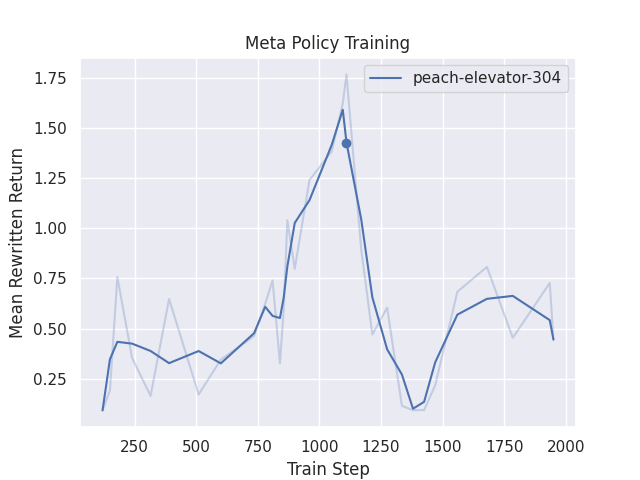 Meta Policy Training
peach-elevator-304
Mean Rewritten Return
1.75
1.50
1.25
1.00
0.75
0.50
0.25
250 500 750 1000 1250 1500 1750 2000
Train Step